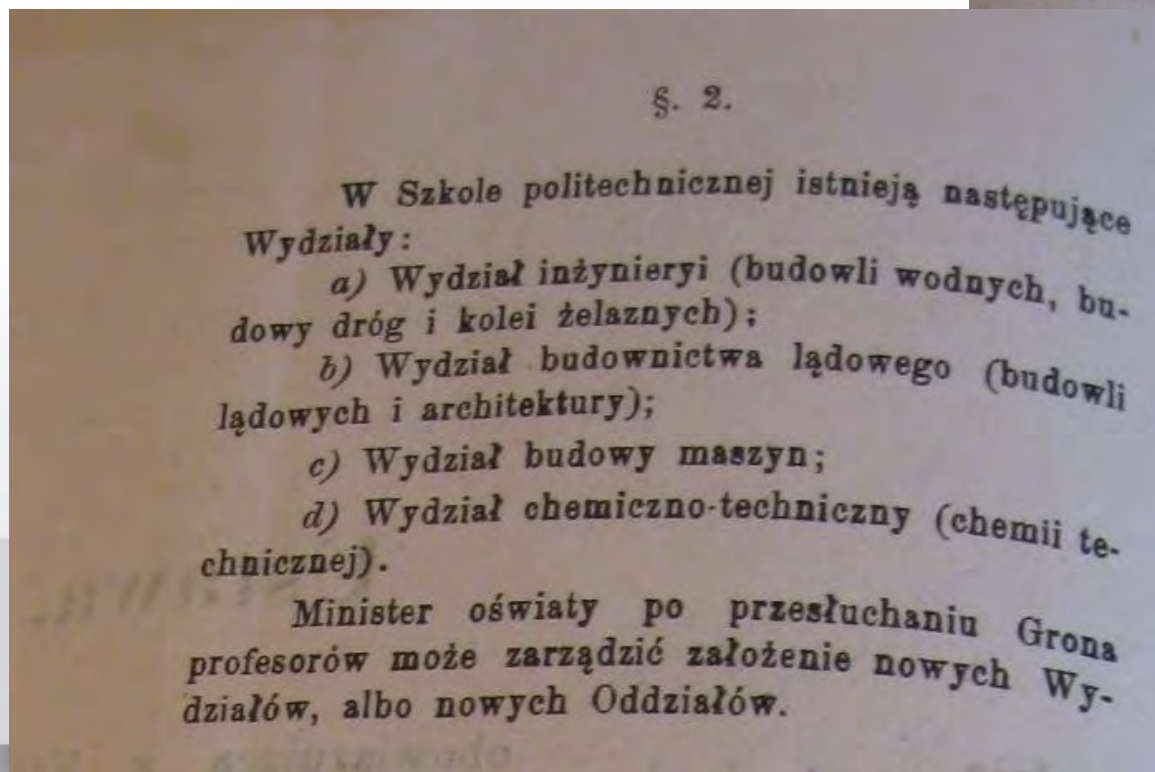 §. 2.
W Szkole politechnicznej istnieją następujące
Wydziały:
a) Wydział inżynieryi (budowli wodnych, bu-
dowy dróg i kolei żelaznych);
b) Wydział budownictwa lądowego (budowli
lądowych i architektury);
c) Wydział budowy maszyn;
d) Wydział chemiczno-techniczny (chemii te-
chnicznej).
Minister oświaty po przesłuchaniu Grona
profesorów może zarządzić założenie nowych Wy-
działów, albo nowych Oddziałów.